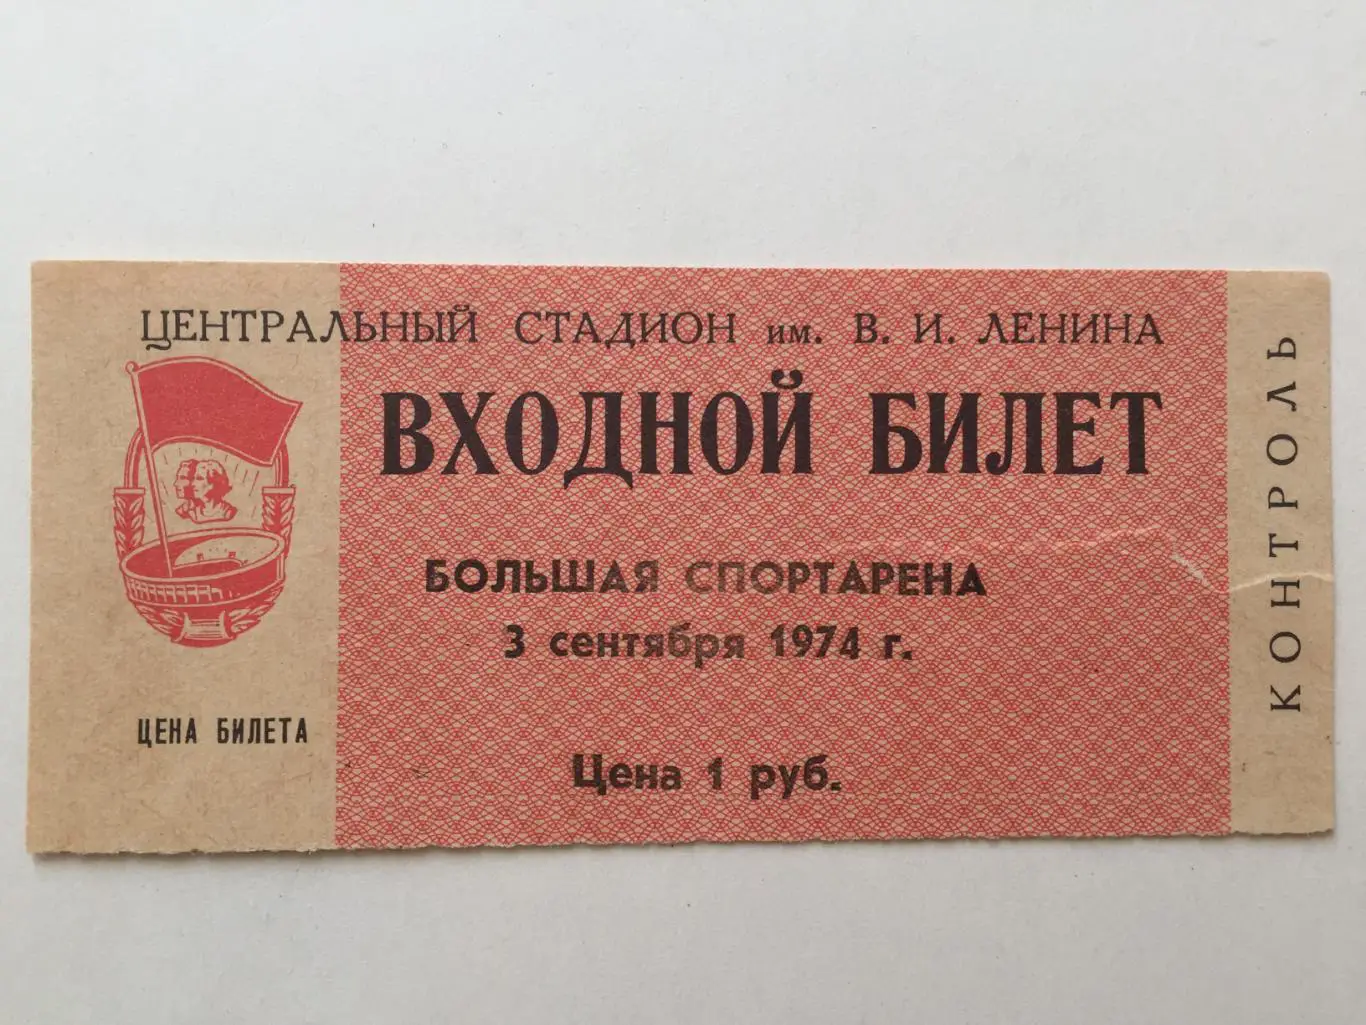 ЦЕНТРАЛЬНЫЙ СТАДИОН им. В. И. ЛЕНИНА
ВХОДНОЙ БИЛЕТ
БОЛЬШАЯ СПОРТАРЕНА
3 сентября 1974 г.
ЦЕНА БИЛЕТА
Цена 1 руб.
КОНТРОЛЬ